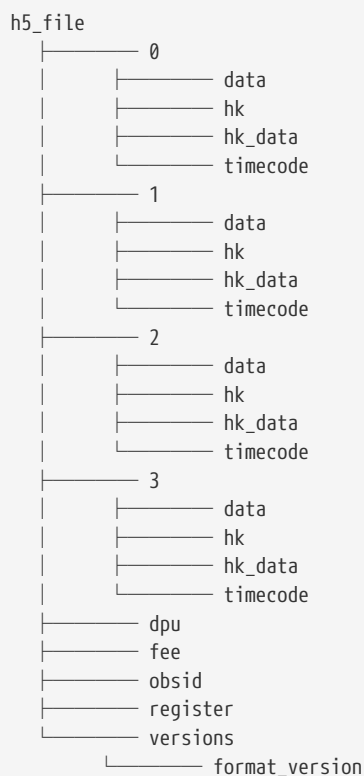 h5_file
├──────── 0
│ ├──────── data
│ ├──────── hk
│ ├──────── hk_data
│ └──────── timecode
├──────── 1
│ ├──────── data
│ ├──────── hk
│ ├──────── hk_data
│ └──────── timecode
├──────── 2
│ ├──────── data
│ ├──────── hk
│ ├──────── hk_data
│ └──────── timecode
├──────── 3
│ ├──────── data
│ ├──────── hk
│ ├──────── hk_data
│ └──────── timecode
├──────── dpu
├──────── fee
├──────── obsid
├──────── register
└──────── versions
└──────── format_version